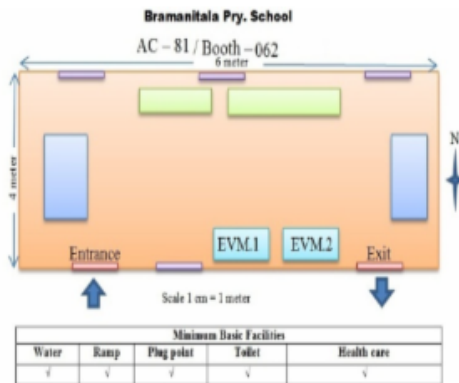 Bramanitala Pry. School
AC - 81 / Booth -062
6 meter
4 meter
N
EVM.1 EVM.2
Entrance Exit
Scale 1 cm = 1 meter
Minimum Basic Facilities
Water Ramp Plug point Toilet Health care
√ √ √ √ √